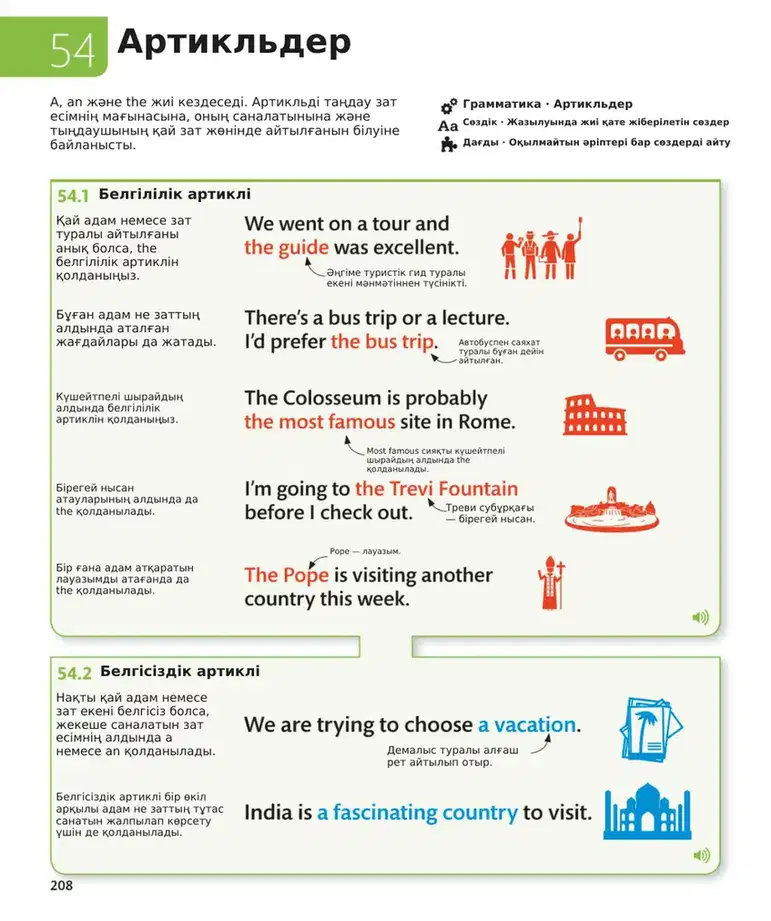 54
Артикльдер
A, an және the жиі кездеседі. Артикльді таңдау зат
есімнің мағынасына, оның саналатынына және
тыңдаушының қай зат жөнінде айтылғанын білуіне
байланысты.
Грамматика · Артикльдер
Aa Сөздік · Жазылуында жиі қате жіберілетін сөздер
Дағды · Оқылмайтын әріптері бар сөздерді айту
54.1 Белгілілік артиклі
Қай адам немесе зат
туралы айтылғаны
анық болса, the
белгілілік артиклін
қолданыңыз.
We went on a tour and
the guide was excellent.
Әңгіме туристік гид туралы
екені мәнмәтіннен түсінікті.
Бұған адам не заттың
алдында аталған
жағдайлары да жатады.
There's a bus trip or a lecture.
I'd prefer the bus trip.
Автобуспен саяхат
туралы бұған дейін
айтылған.
Күшейтпелі шырайдың
алдында белгілілік
артиклін қолданыңыз.
The Colosseum is probably
the most famous site in Rome.
Most famous сияқты күшейтпелі
шырайдың алдында the
қолданылады.
Бірегей нысан
атауларының алдында да
the қолданылады.
I'm going to the Trevi Fountain
before I check out.
Треви субұрқағы
— бірегей нысан.
Pope — лауазым.
Бір ғана адам атқаратын
лауазымды атағанда да
the қолданылады.
The Pope is visiting another
country this week.
54.2 Белгісіздік артиклі
Нақты қай адам немесе
зат екені белгісіз болса,
жекеше саналатын зат
есімнің алдында a
немесе an қолданылады.
We are trying to choose a vacation.
Демалыс туралы алғаш
рет айтылып отыр.
Белгісіздік артиклі бір өкіл
арқылы адам не заттың тұтас
санатын жалпылап көрсету
үшін де қолданылады.
India is a fascinating country to visit.
208